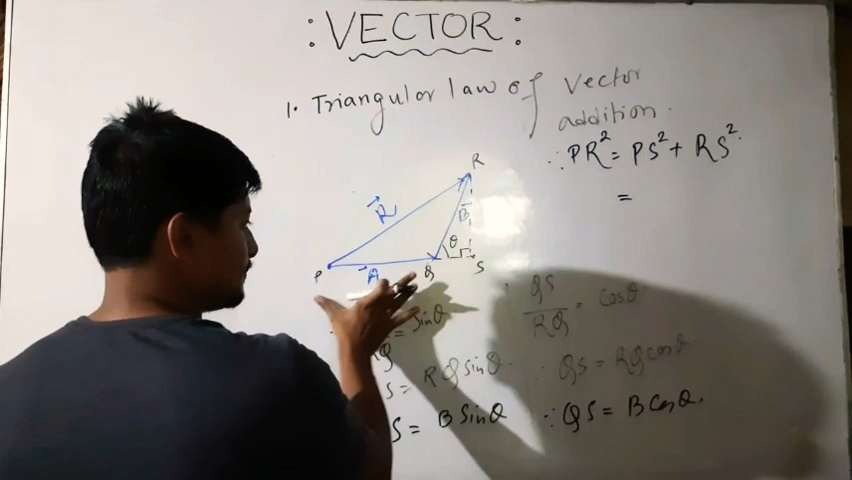 : VECTOR :
1. Triangular law of vector
addition.
∵ PR² = PS² + RS².
=
R
R
B
θ
P
A
Q
S
QS
RQ
= cosθ
= sinθ
RQ
S = RQ sinθ.
∴ QS = RQ cosθ.
S = B sinθ
∵ QS = B cosθ.